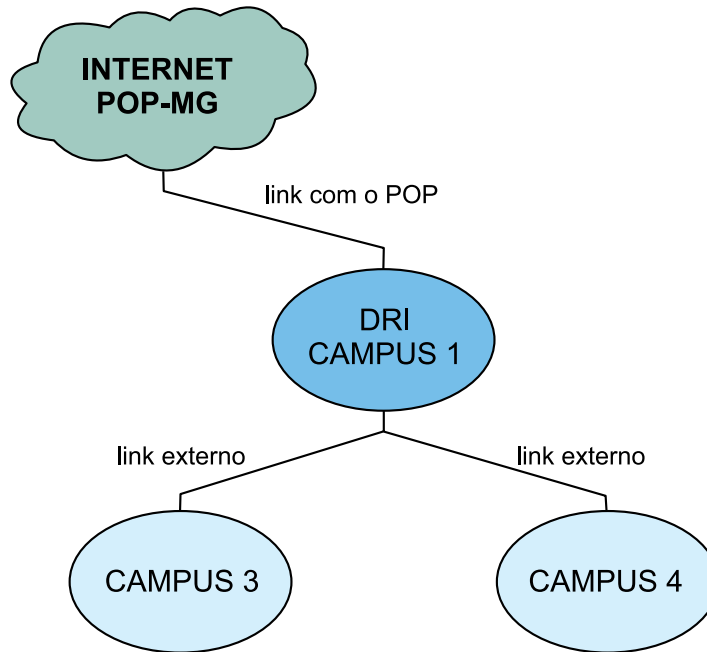 INTERNET
POP-MG
link com o POP
DRI
CAMPUS 1
link externo
link externo
CAMPUS 3
CAMPUS 4